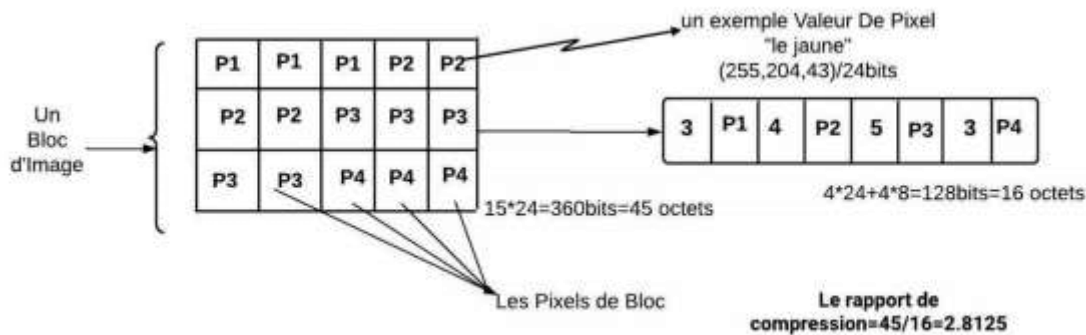 un exemple Valeur De Pixel
"le jaune"
(255,204,43)/24bits
Un
Bloc
d'Image
P1 P1 P1 P2 P2
P2 P2 P3 P3 P3
P3 P3 P4 P4 P4
3 P1 4 P2 5 P3 3 P4
15*24=360bits=45 octets
4*24+4*8=128bits=16 octets
Les Pixels de Bloc
Le rapport de
compression=45/16=2.8125